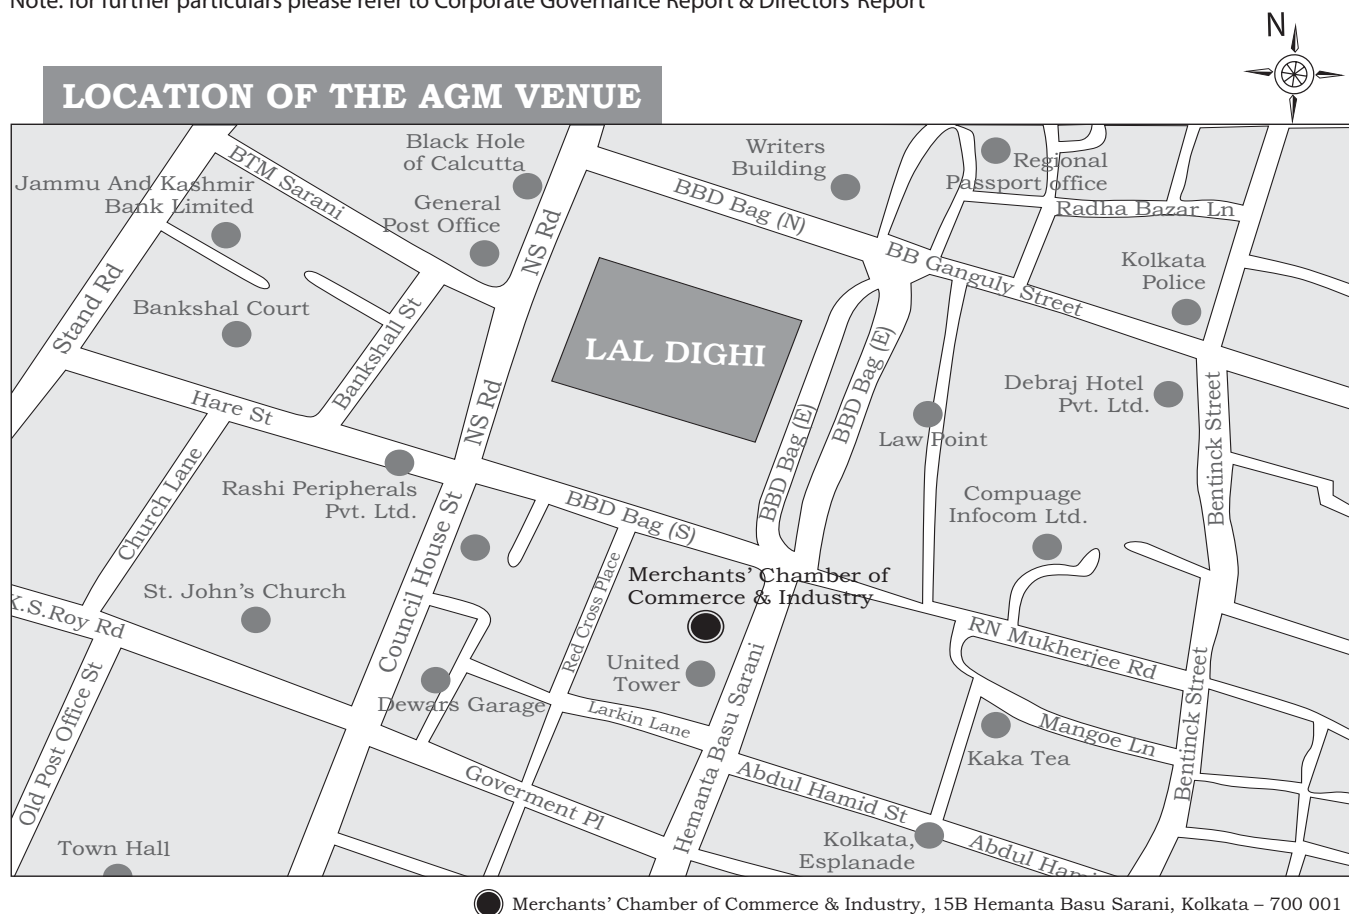 Note: for further particulars please refer to Corporate Governance Report & Directors' Report
N
LOCATION OF THE AGM VENUE
Black Hole
of Calcutta
Writers
Building
Regional
Passport office
BTM Sarani
Jammu And Kashmir
Bank Limited
General
Post Office
BBD Bag (N)
Radha Bazar Ln
NS Rd
BB Ganguly Street
Kolkata
Police
Stand Rd
Bankshal Court
Bankshall St
LAL DIGHI
BBD Bag (E)
BBD Bag (E)
Debraj Hotel
Pvt. Ltd.
Hare St
NS Rd
Law Point
Bentinck Street
Church Lane
Rashi Peripherals
Pvt. Ltd.
BBD Bag (S)
Compuage
Infocom Ltd.
Council House St
Red Cross Place
Merchants' Chamber of
Commerce & Industry
St. John's Church
K.S.Roy Rd
RN Mukherjee Rd
United
Tower
Hemanta Basu Sarani
Old Post Office St
Dewars Garage
Larkin Lane
Mangoe Ln
Bentinck Street
Kaka Tea
Goverment Pl
Abdul Hamid St
Kolkata,
Esplanade
Abdul Hami
Town Hall
Merchants' Chamber of Commerce & Industry, 15B Hemanta Basu Sarani, Kolkata – 700 001